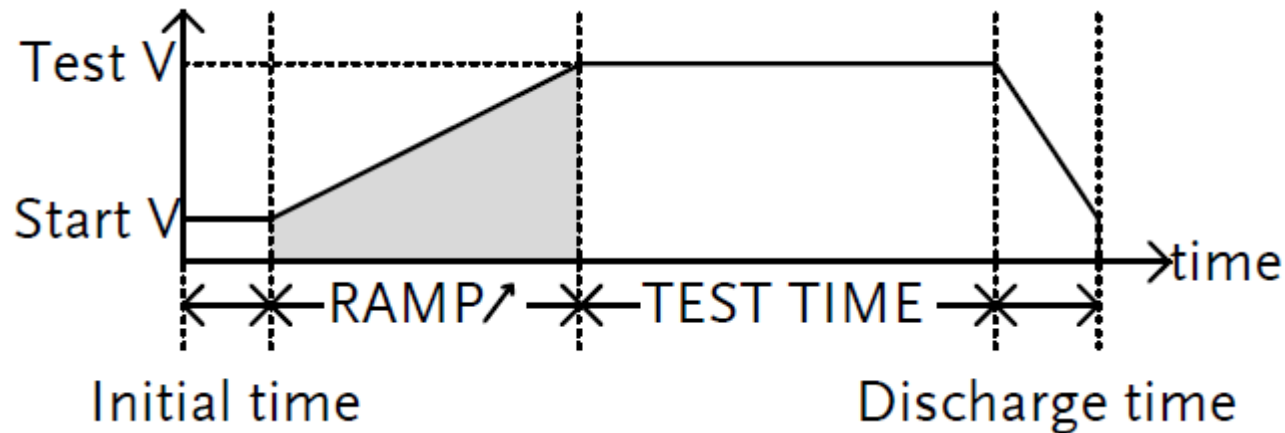 Test V
Start V
time
RAMP↗ TEST TIME
Initial time Discharge time